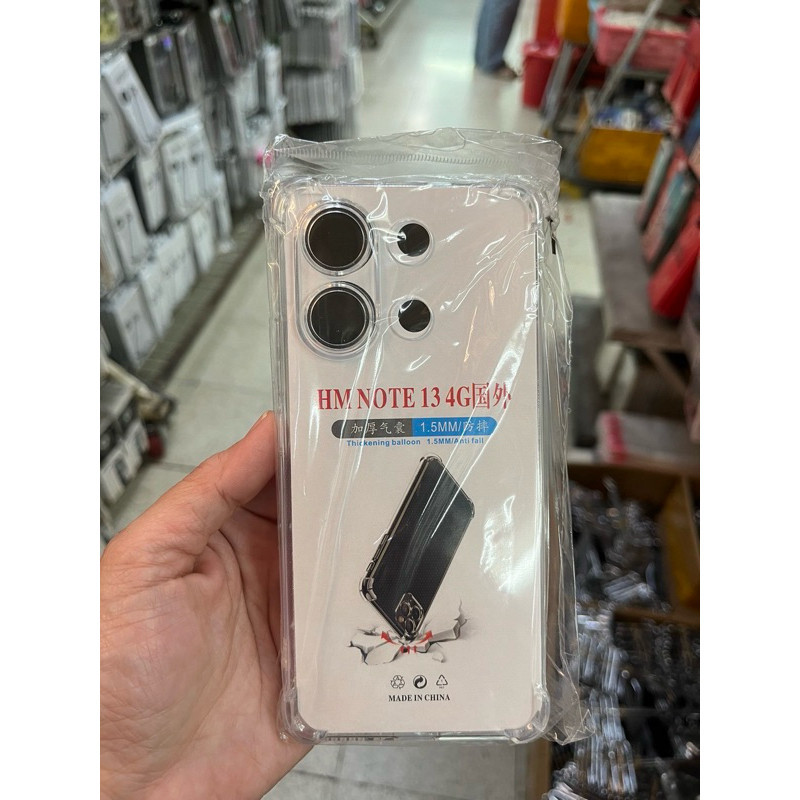 HM NOTE 13 4G国外
加厚气囊 1.5MM/防摔
Thickening balloon 1.5MM/Anti fall
MADE IN CHINA